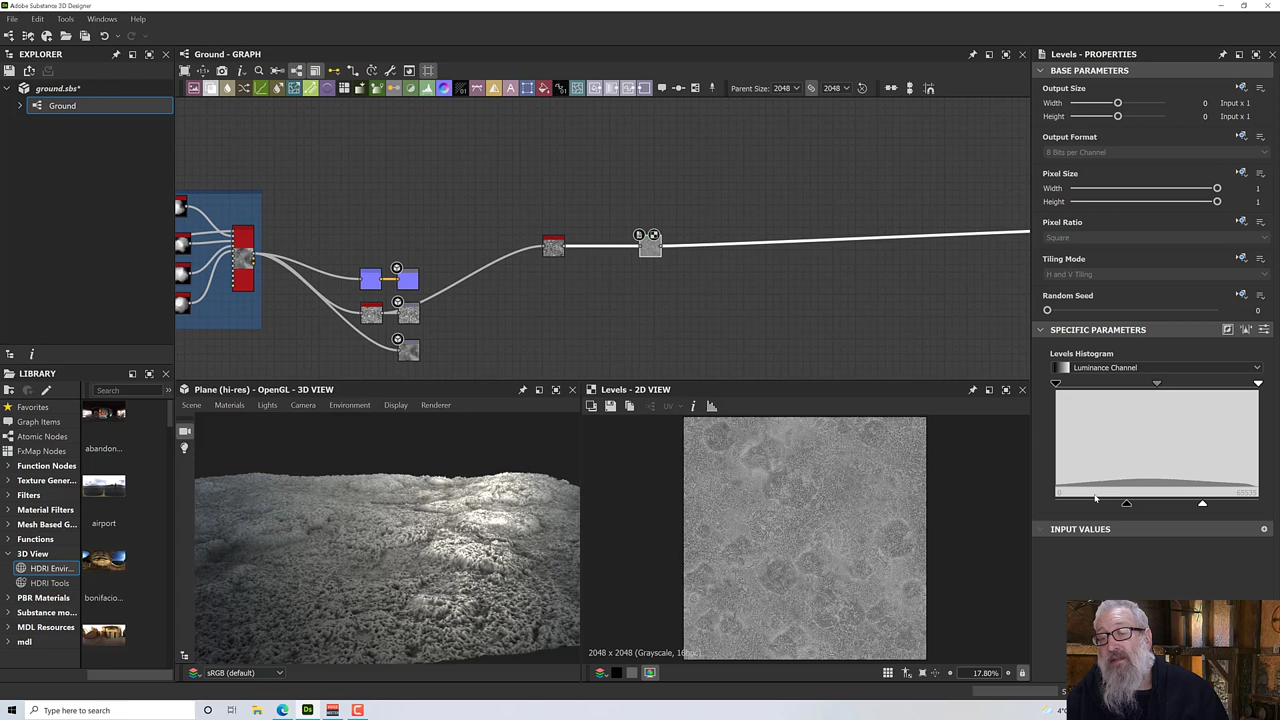 Adobe Substance 3D Designer
File Edit Tools Windows Help
EXPLORER
ground.sbs*
Ground
LIBRARY
Search
Favorites
Graph Items
Atomic Nodes
FxMap Nodes
Function Nodes
Texture Gener...
Filters
Material Filters
Mesh Based G...
Functions
3D View
HDRI Envir...
HDRI Tools
PBR Materials
Substance mo...
MDL Resources
mdl
abandon...
airport
bonifacio...
Ground - GRAPH
Parent Size: 2048 2048
Plane (hi-res) - OpenGL - 3D VIEW
Scene Materials Lights Camera Environment Display Renderer
sRGB (default)
Levels - 2D VIEW
UV
2048 x 2048 (Grayscale, 16
17.80%
Levels - PROPERTIES
BASE PARAMETERS
Output Size
Width 0 Input x 1
Height 0 Input x 1
Output Format
8 Bits per Channel
Pixel Size
Width 1
Height 1
Pixel Ratio
Square
Tiling Mode
H and V Tiling
Random Seed
0
SPECIFIC PARAMETERS
Levels Histogram
Luminance Channel
0 65535
INPUT VALUES
Type here to search
Ds
4°